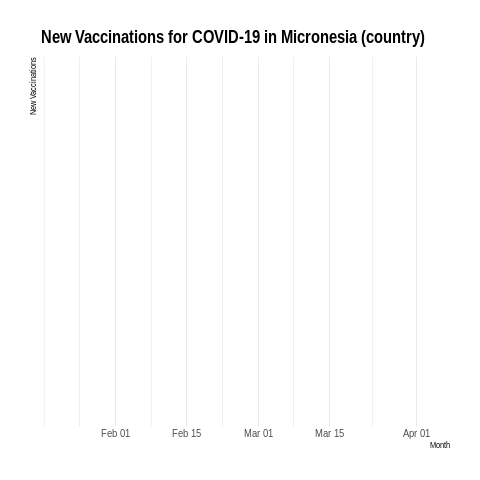 New Vaccinations for COVID-19 in Micronesia (country)
New Vaccinations
Feb 01 Feb 15 Mar 01 Mar 15 Apr 01
Month